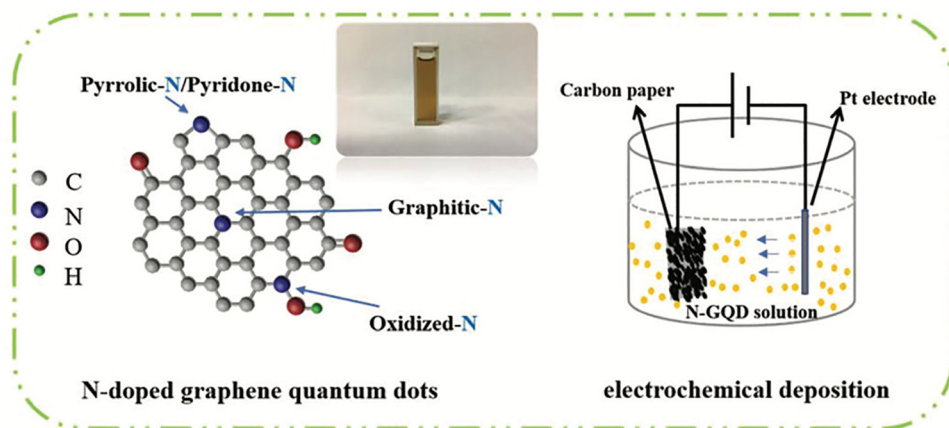 Pyrrolic-N/Pyridone-N
C
N
O
H
Graphitic-N
Oxidized-N
N-doped graphene quantum dots
Carbon paper
Pt electrode
N-GQD solution
electrochemical deposition